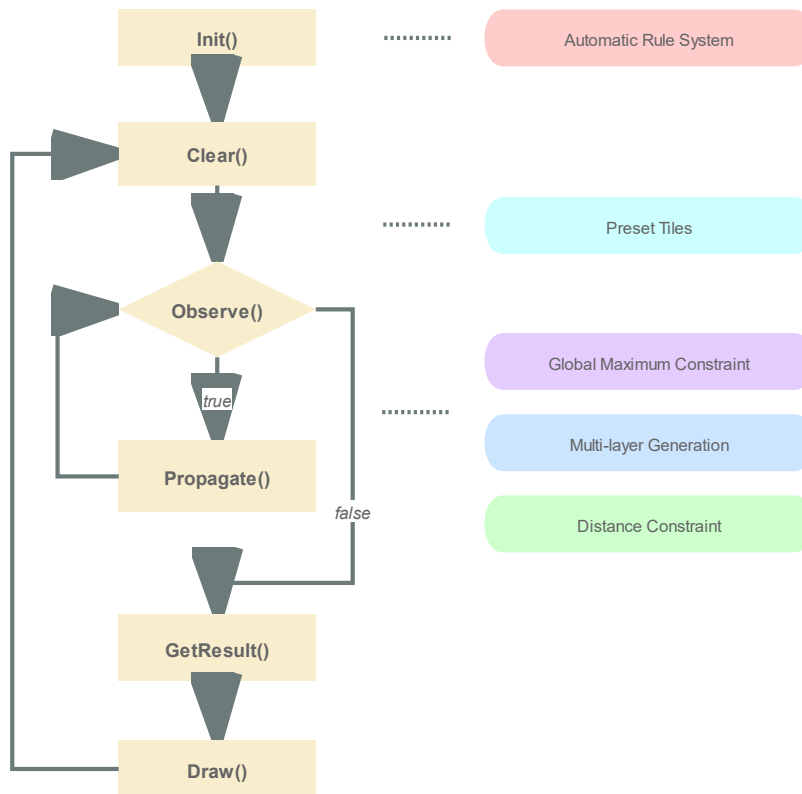 Init()
Automatic Rule System
Clear()
Preset Tiles
Observe()
Global Maximum Constraint
true
Multi-layer Generation
Propagate()
false
Distance Constraint
GetResult()
Draw()